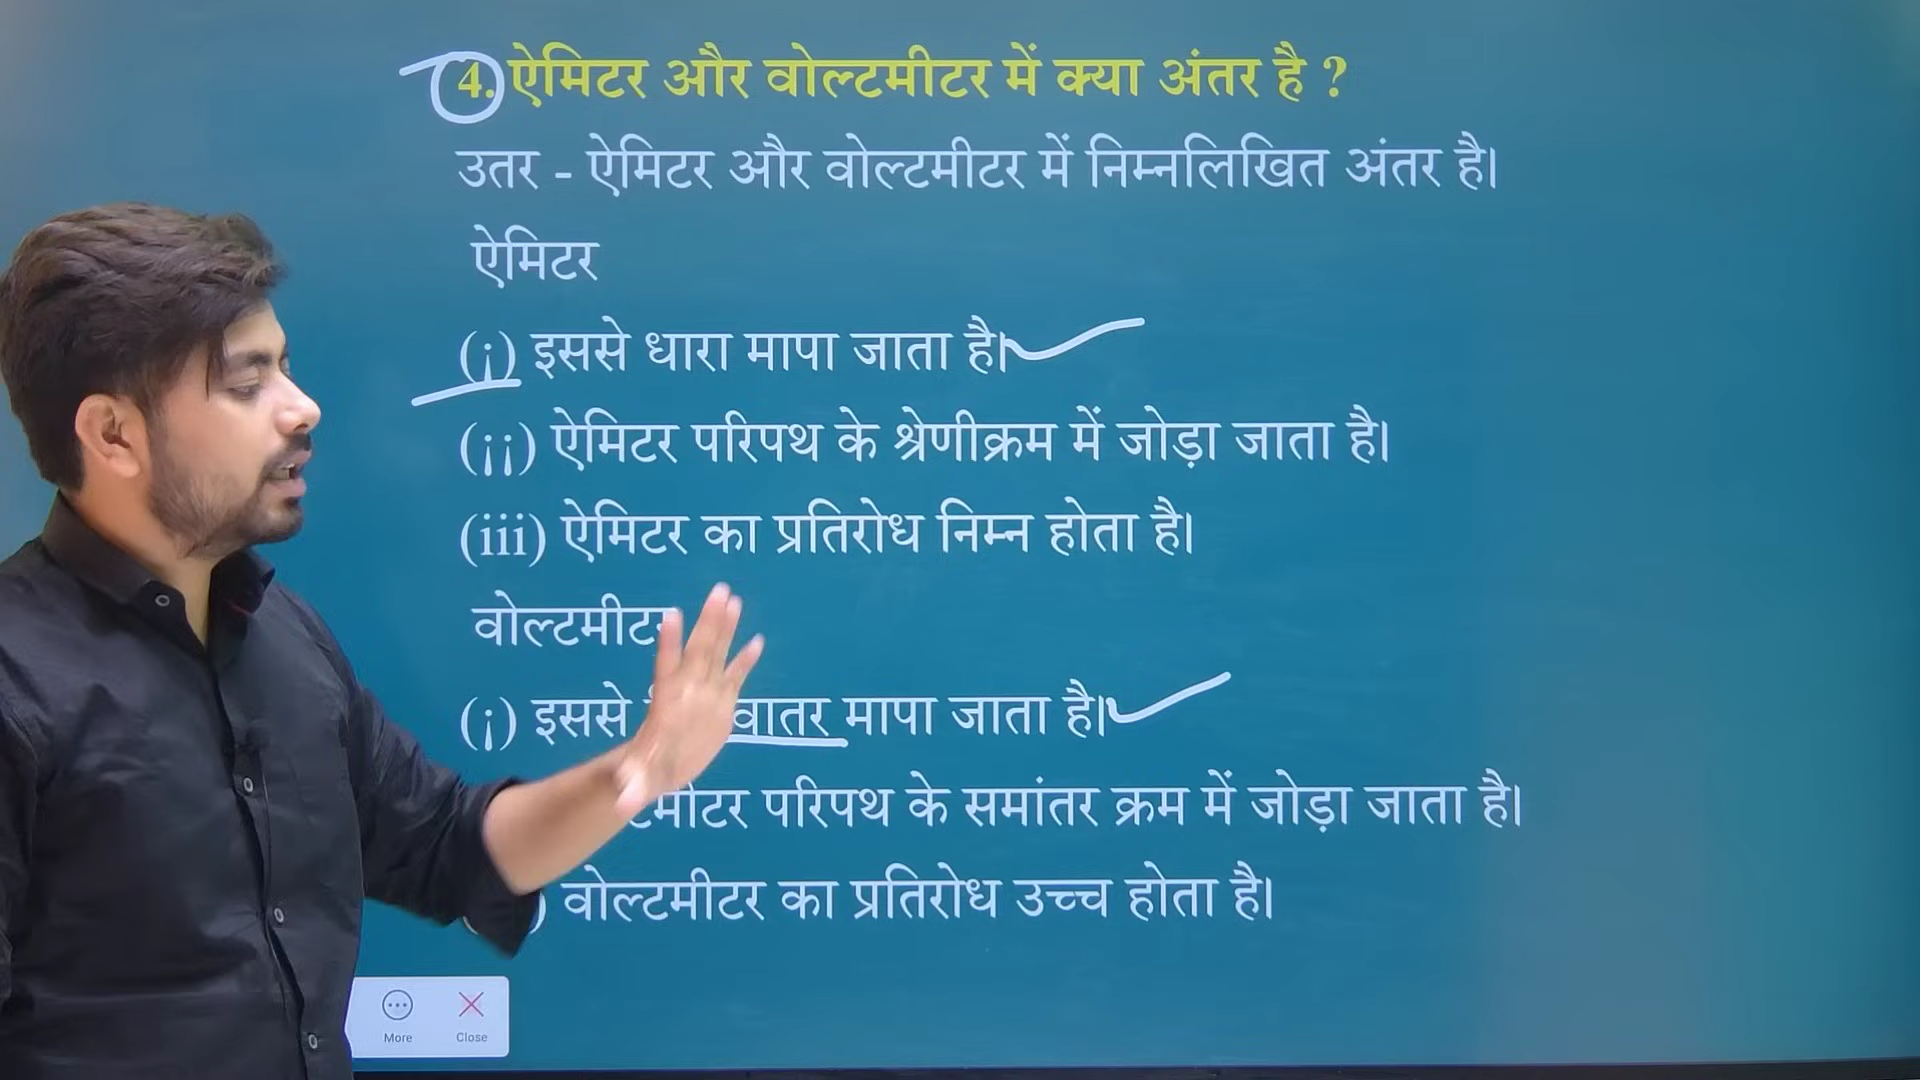 4. ऐमिटर और वोल्टमीटर में क्या अंतर है ?
उतर - ऐमिटर और वोल्टमीटर में निम्नलिखित अंतर है।
ऐमिटर
(i) इससे धारा मापा जाता है।
(ii) ऐमिटर परिपथ के श्रेणीक्रम में जोड़ा जाता है।
(iii) ऐमिटर का प्रतिरोध निम्न होता है।
वोल्टमीटर
(i) इससे मापा जाता है।
परिपथ के समांतर क्रम में जोड़ा जाता है।
वोल्टमीटर का प्रतिरोध उच्च होता है।
More Close